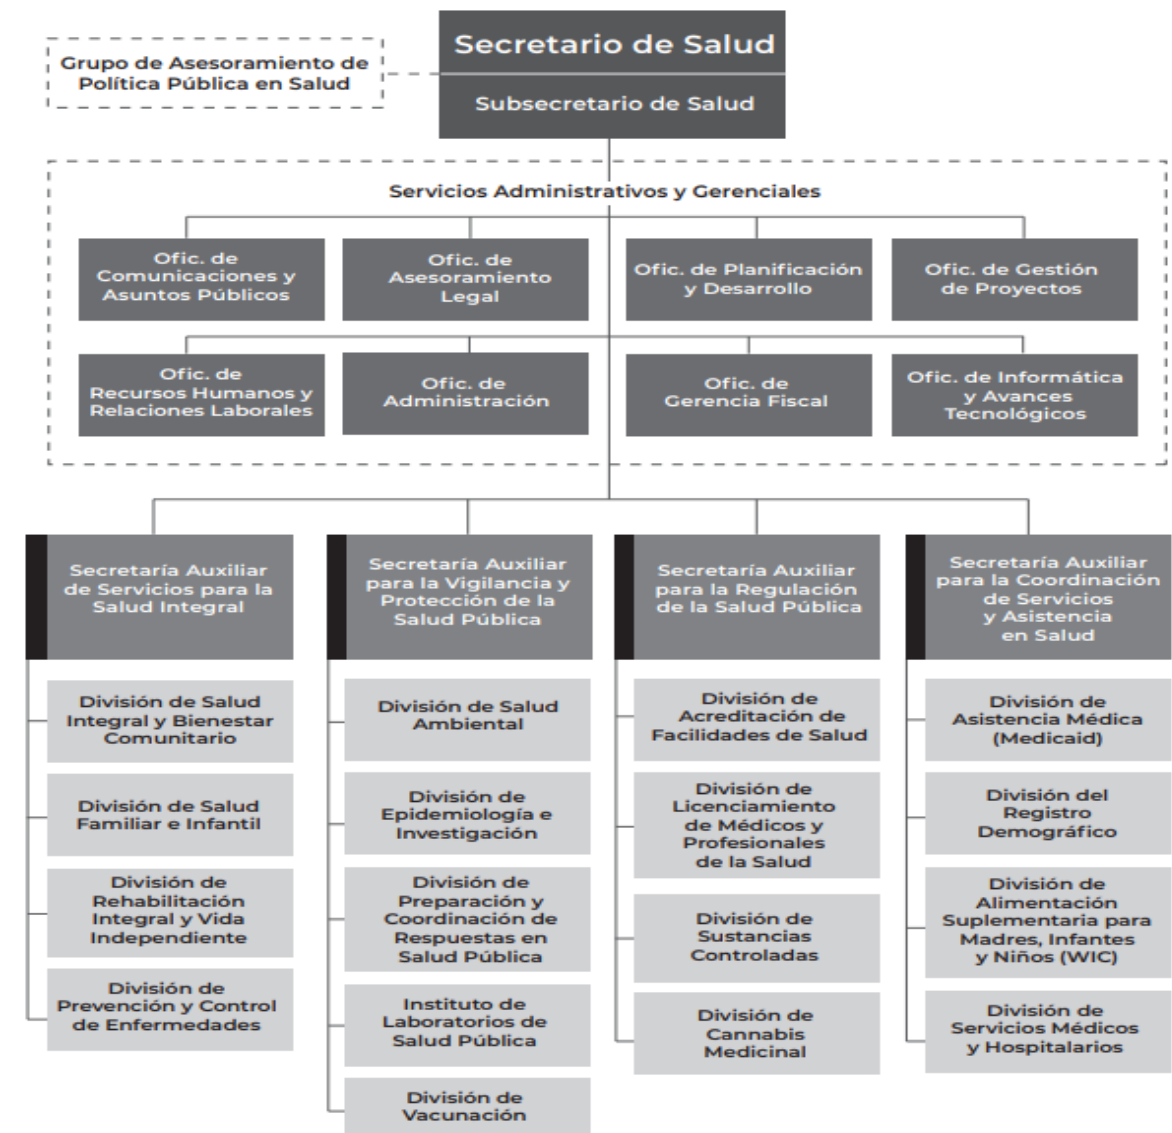 Secretario de Salud
Subsecretario de Salud
Grupo de Asesoramiento de
Política Pública en Salud
Servicios Administrativos y Gerenciales
Ofic. de
Comunicaciones y
Asuntos Públicos
Ofic. de
Asesoramiento
Legal
Ofic. de Planificación
y Desarrollo
Ofic. de Gestión
de Proyectos
Ofic. de
Recursos Humanos y
Relaciones Laborales
Ofic. de
Administración
Ofic. de
Gerencia Fiscal
Ofic. de Informática
y Avances
Tecnológicos
Secretaría Auxiliar
de Servicios para la
Salud Integral
División de Salud
Integral y Bienestar
Comunitario
División de Salud
Familiar e Infantil
División de
Rehabilitación
Integral y Vida
Independiente
División de
Prevención y Control
de Enfermedades
Secretaría Auxiliar
para la Vigilancia y
Protección de la
Salud Pública
División de Salud
Ambiental
División de
Epidemiología e
Investigación
División de
Preparación y
Coordinación de
Respuestas en
Salud Pública
Instituto de
Laboratorios de
Salud Pública
División de
Vacunación
Secretaría Auxiliar
para la Regulación
de la Salud Pública
División de
Acreditación de
Facilidades de Salud
División de
Licenciamiento
de Médicos y
Profesionales
de la Salud
División de
Sustancias
Controladas
División de
Cannabis
Medicinal
Secretaría Auxiliar
para la Coordinación
de Servicios
y Asistencia
en Salud
División de
Asistencia Médica
(Medicaid)
División del
Registro
Demográfico
División de
Alimentación
Suplementaria para
Madres, Infantes
y Niños (WIC)
División de
Servicios Médicos
y Hospitalarios